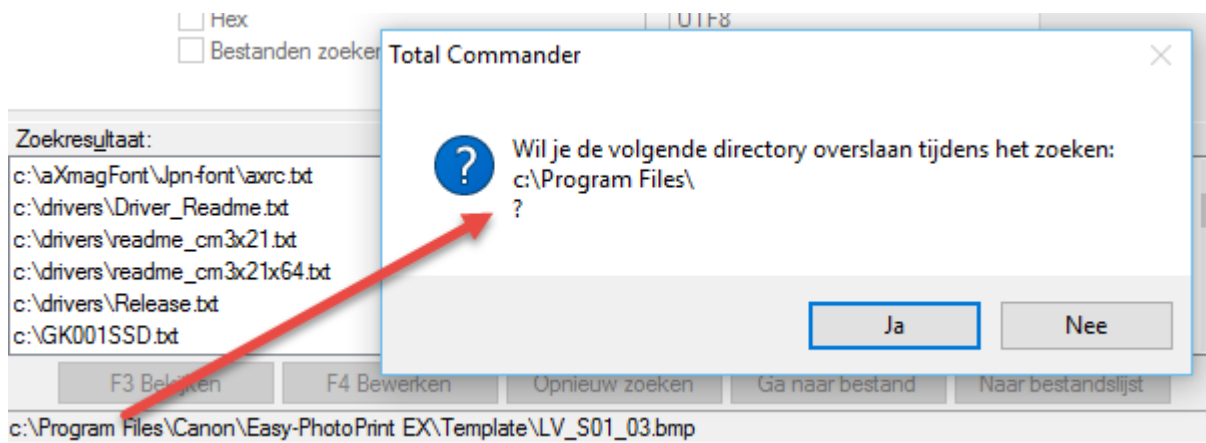 Hex
UTF8
Bestanden zoeken
Total Commander
Wil je de volgende directory overslaan tijdens het zoeken:
c:\Program Files\
?
Ja
Nee
Zoekresultaat:
c:\aXmagFont\Jpn-font\axrc.txt
c:\drivers\Driver_Readme.txt
c:\drivers\readme_cm3x21.txt
c:\drivers\readme_cm3x21x64.txt
c:\drivers\Release.txt
c:\GK001SSD.txt
F3 Bekijken
F4 Bewerken
Opnieuw zoeken
Ga naar bestand
Naar bestandslijst
c:\Program Files\Canon\Easy-PhotoPrint EX\Template\LV_S01_03.bmp